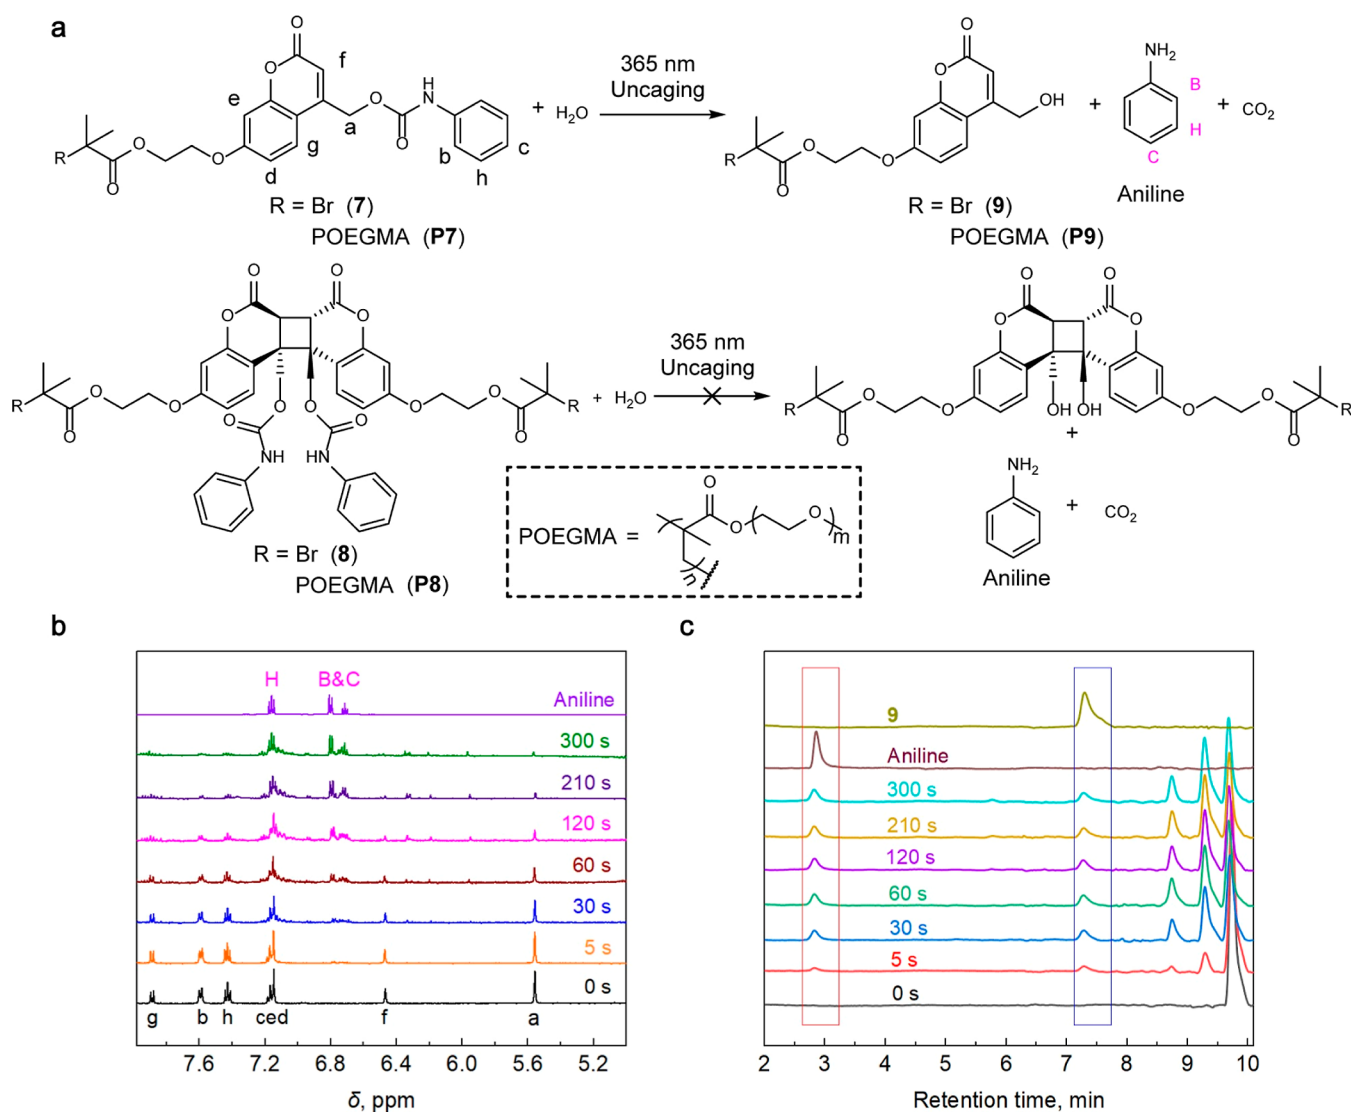 a
O
O
f
e
O
H
N
O
a
O
g
b
c
h
d
O
O
R
O
+ H₂O
365 nm
Uncaging
O
O
OH
O
O
R
O
+
NH₂
B
H
C
Aniline
+ CO₂
R = Br (7)
POEGMA (P7)
R = Br (9)
POEGMA (P9)
O
O
O
O
R
O
O
O
O
O
O
O
NH
HN
O
O
O
R
+ H₂O
365 nm
Uncaging
O
O
O
O
R
O
O
O
OH
OH
O
O
O
R
+
NH₂
Aniline
+ CO₂
R = Br (8)
POEGMA (P8)
POEGMA =
O
O
O
m
n
b
H
B&C
Aniline
300 s
210 s
120 s
60 s
30 s
5 s
0 s
g
b
h
ced
f
a
7.6
7.2
6.8
6.4
6.0
5.6
5.2
δ, ppm
c
9
Aniline
300 s
210 s
120 s
60 s
30 s
5 s
0 s
2
3
4
5
6
7
8
9
10
Retention time, min